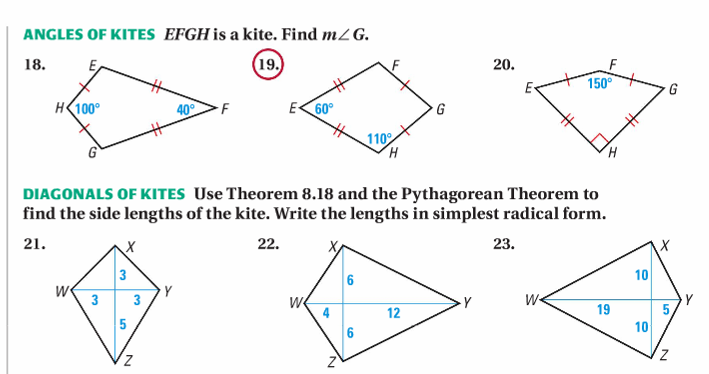 ANGLES OF KITES EFGH is a kite. Find m∠G.
18. E H 100° 40° F G
19. F E 60° G 110° H
20. F E 150° G H
DIAGONALS OF KITES Use Theorem 8.18 and the Pythagorean Theorem to
find the side lengths of the kite. Write the lengths in simplest radical form.
21. X W 3 3 3 Y 5 Z
22. X 6 W 4 12 Y 6 Z
23. X 10 W 19 5 Y 10 Z